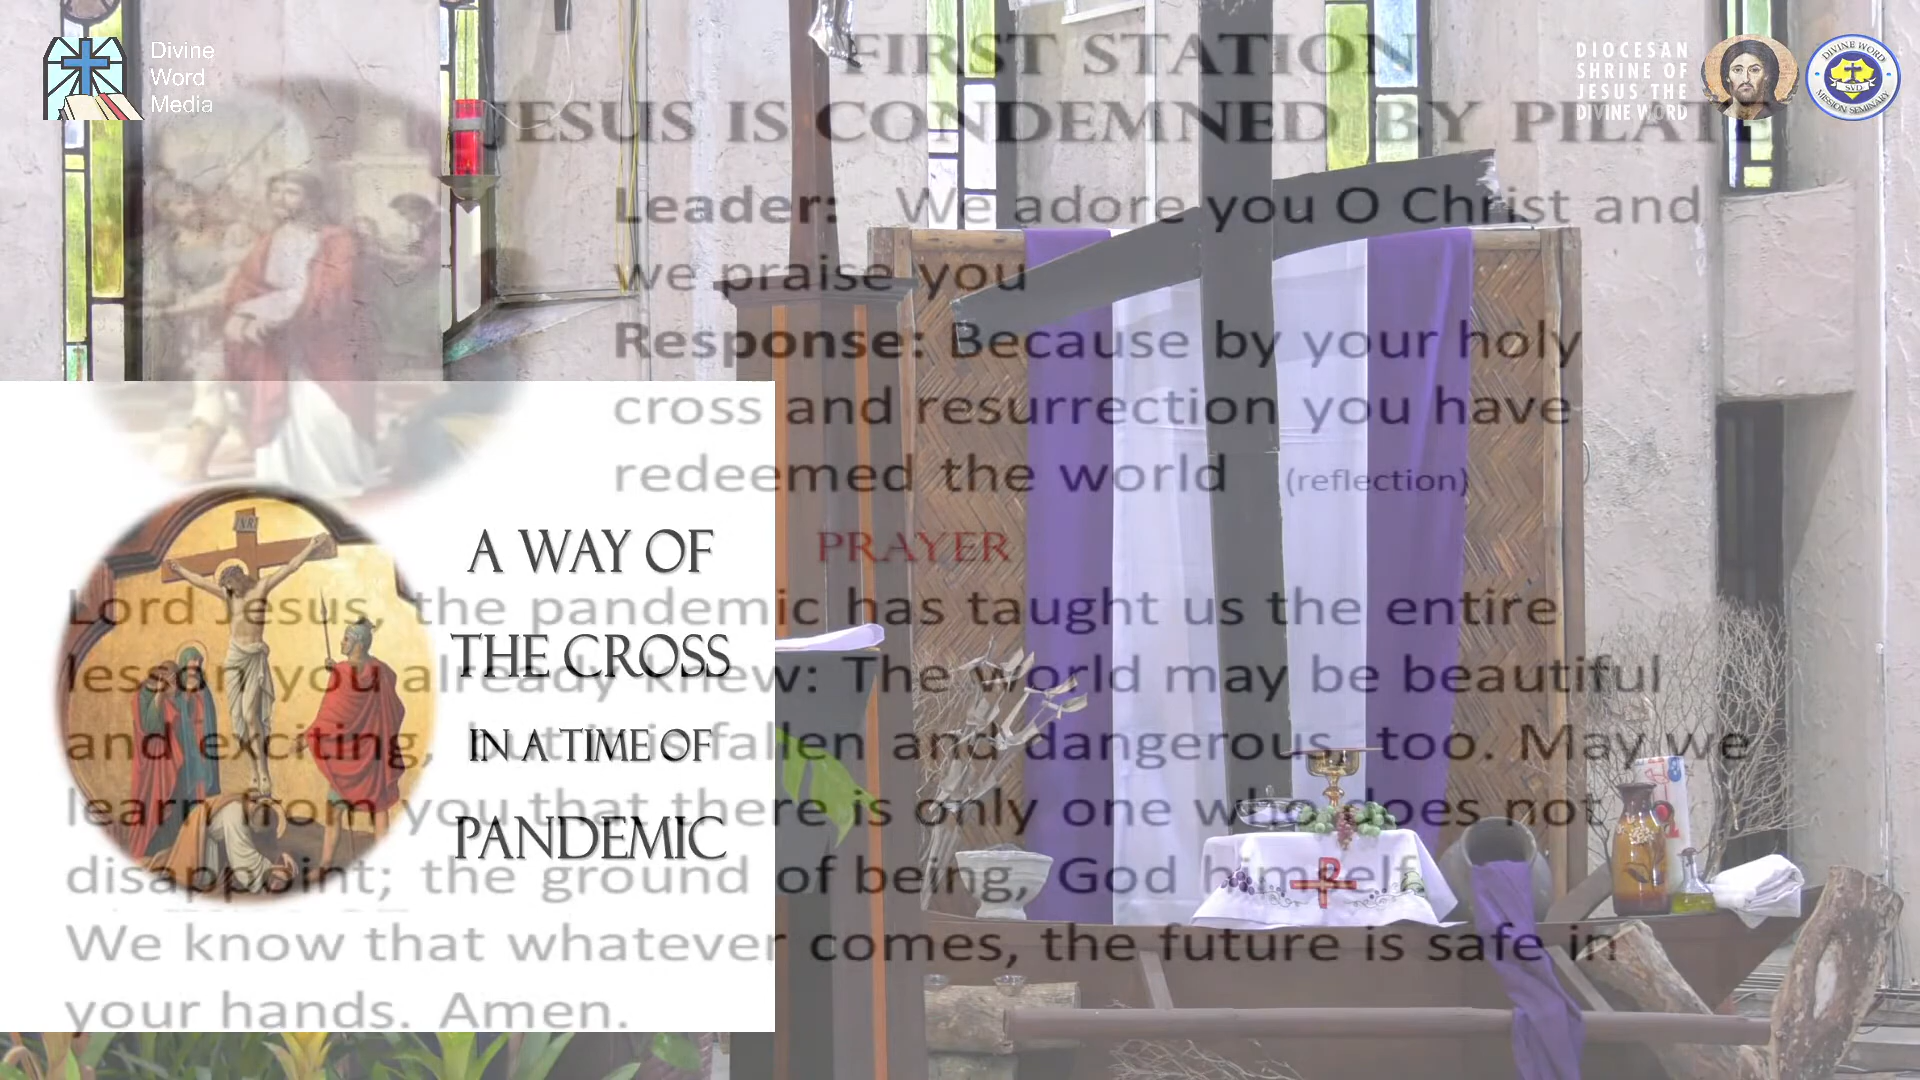 Divine
Word
Media
DIOCESAN
SHRINE OF
JESUS THE
DIVINE WORD
DIVINE WORD
SVD
MISSION SEMINARY
FIRST STATION
JESUS IS CONDEMNED BY PILATE
Leader: We adore you O Christ and
we praise you
Response: Because by your holy
cross and resurrection you have
redeemed the world (reflection)
PRAYER
Lord Jesus, the pandemic has taught us the entire
lesson you already knew: The world may be beautiful
and exciting, but it is fallen and dangerous, too. May we
learn from you that there is only one who does not
disappoint; the ground of being, God himself.
We know that whatever comes, the future is safe in
your hands. Amen.
A WAY OF
THE CROSS
IN A TIME OF
PANDEMIC